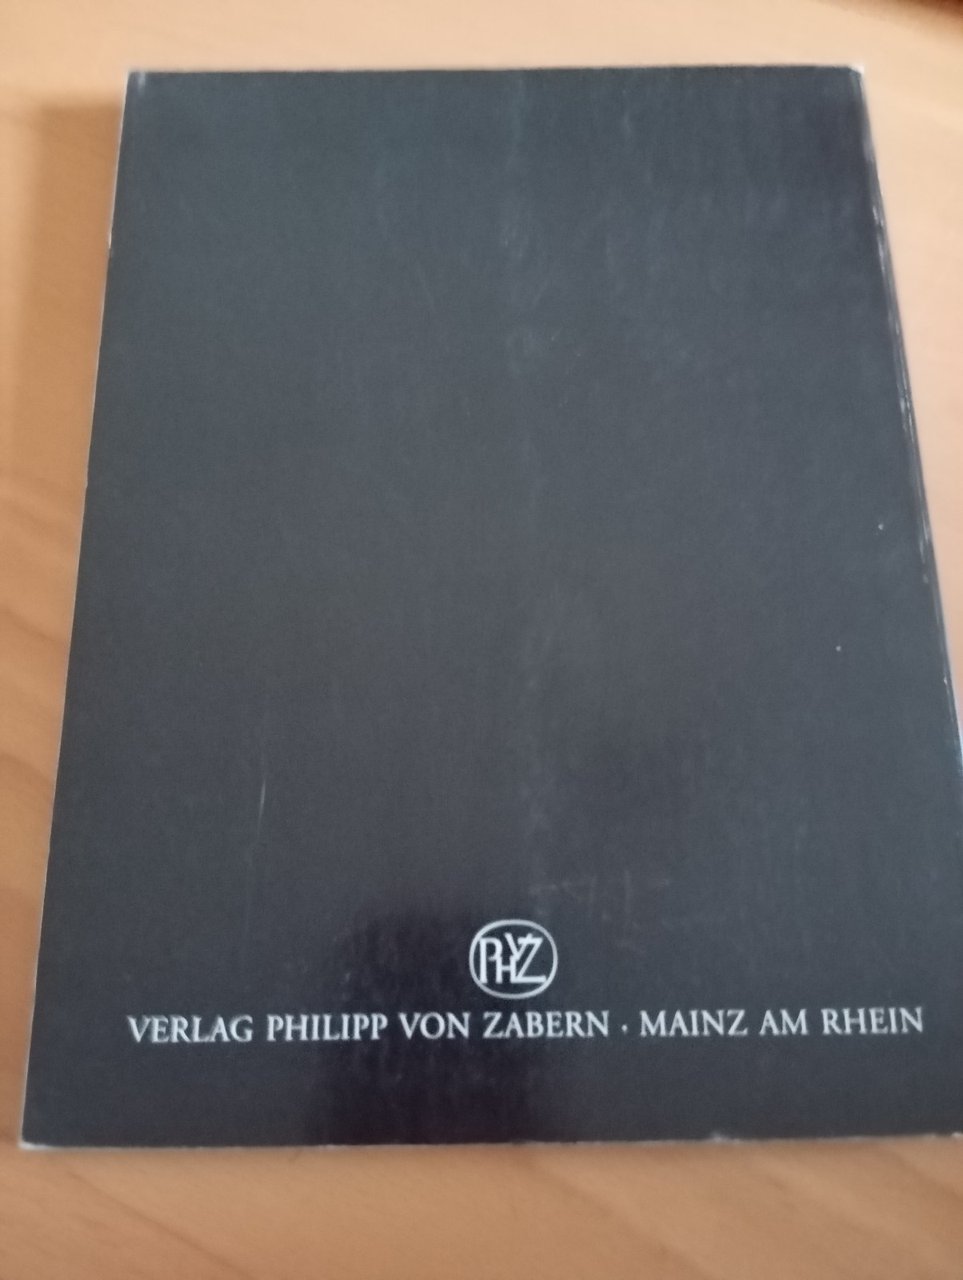 PHVZ
VERLAG PHILIPP VON ZABERN · MAINZ AM RHEIN